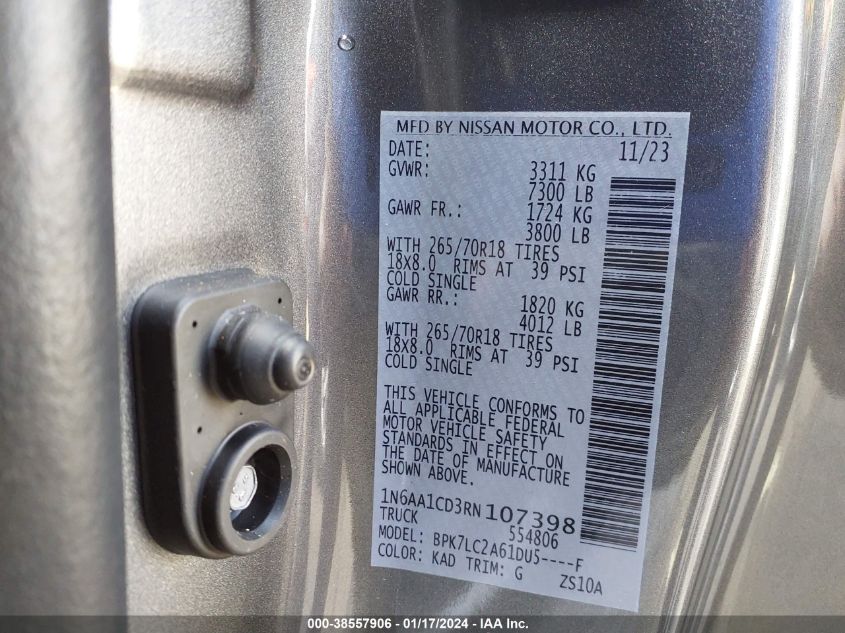 MFD BY NISSAN MOTOR CO., LTD.
DATE: 11/23
GVWR: 3311 KG
7300 LB
GAWR FR.: 1724 KG
3800 LB
WITH 265/70R18 TIRES
18X8.0 RIMS AT 39 PSI
COLD SINGLE
GAWR RR.: 1820 KG
4012 LB
WITH 265/70R18 TIRES
18X8.0 RIMS AT 39 PSI
COLD SINGLE
THIS VEHICLE CONFORMS TO
ALL APPLICABLE FEDERAL
MOTOR VEHICLE SAFETY
STANDARDS IN EFFECT ON
THE DATE OF MANUFACTURE
SHOWN ABOVE.
1N6AA1CD3RN107398
TRUCK 554806
MODEL: BPK7LC2A61DU5----F
COLOR: KAD TRIM: G ZS10A
000-38557906 - 01/17/2024 - IAA Inc.